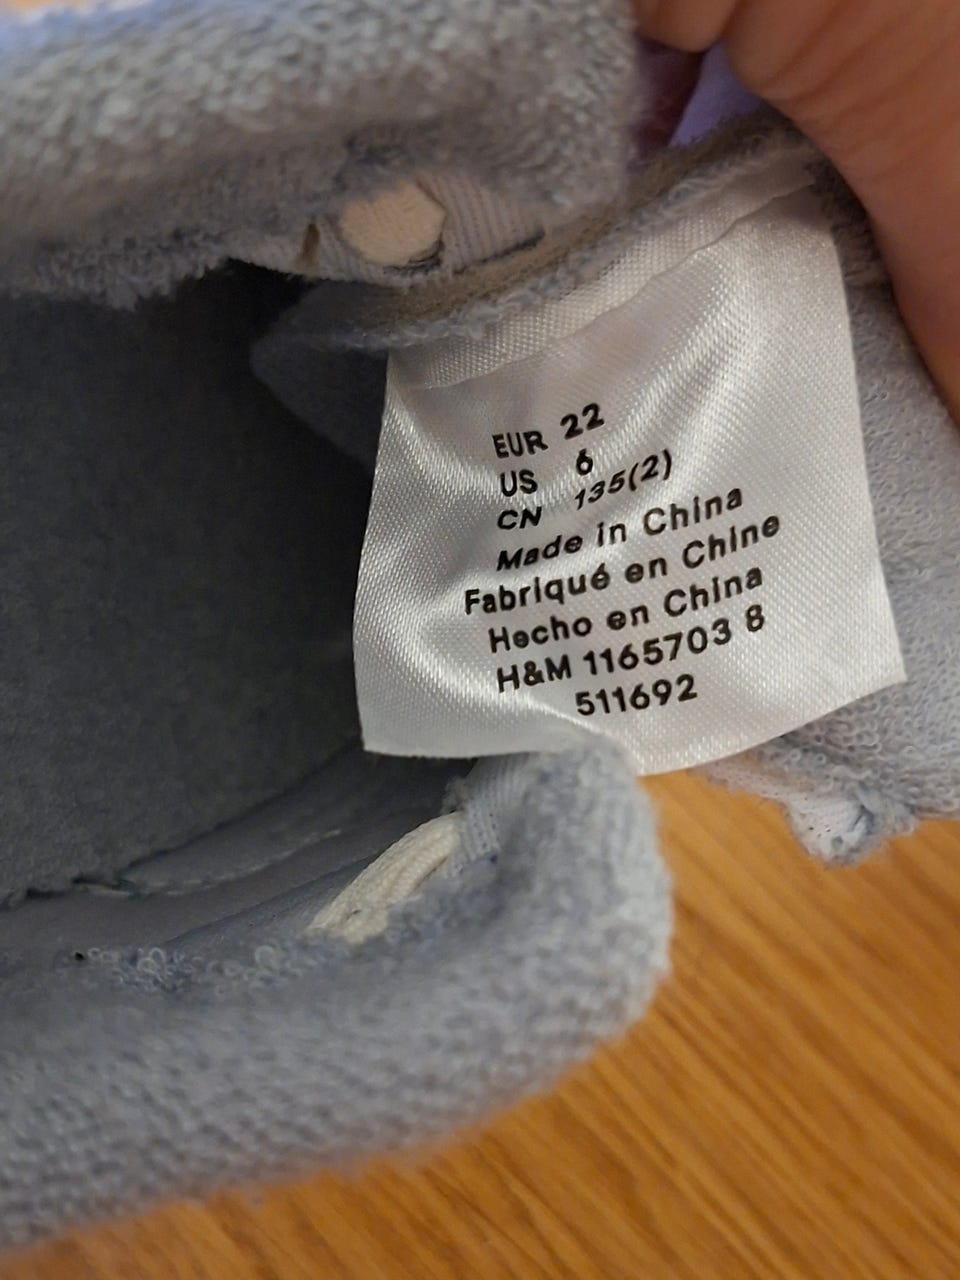 EUR 22
US 6
CN 135(2)
Made in China
Fabriqué en Chine
Hecho en China
H&M 1165703 8
511692